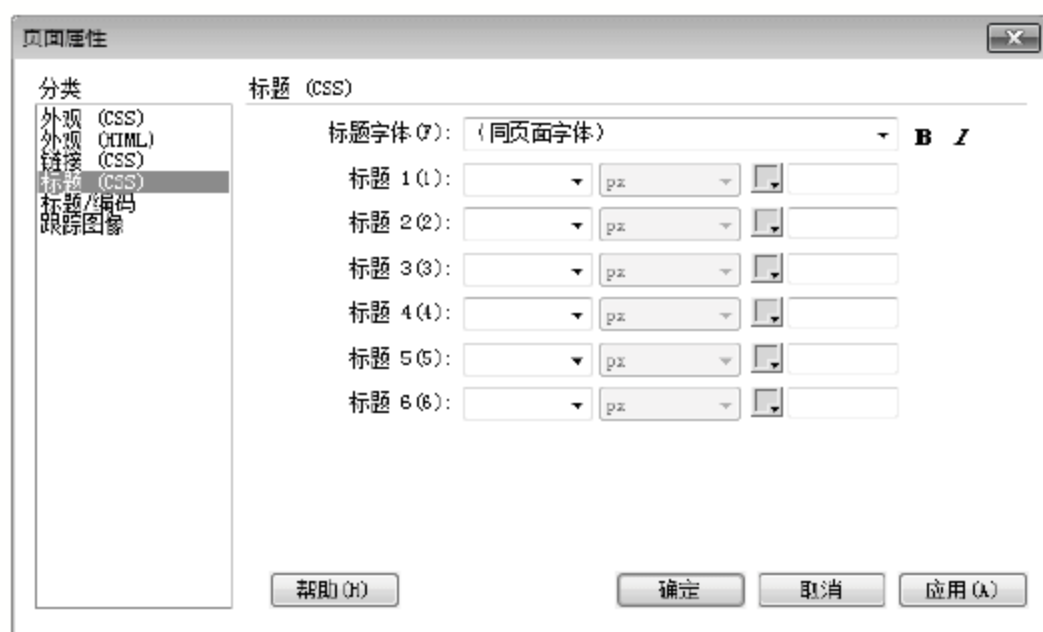 页面属性
分类
外观 (CSS)
外观 (HTML)
链接 (CSS)
标题 (CSS)
标题/编码
跟踪图像
标题 (CSS)
标题字体(F): (同页面字体) B I
标题 1(1): px
标题 2(2): px
标题 3(3): px
标题 4(4): px
标题 5(5): px
标题 6(6): px
帮助(H) 确定 取消 应用(A)